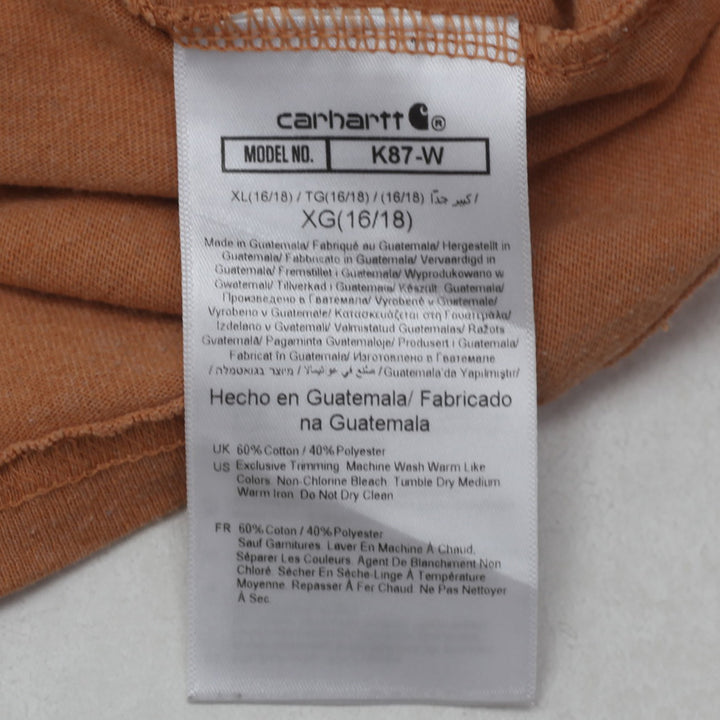 carhartt ®
MODEL NO. K87-W
XL(16/18) / TG(16/18) / (16/18) كبير جدًا /
XG(16/18)
Made in Guatemala/ Fabriqué au Guatemala/ Hergestellt in
Guatemala/ Fabbricato in Guatemala/ Vervaardigd in
Guatemala/ Fremstillet i Guatemala/ Wyprodukowano w
Gwatemali/ Tillverkad i Guatemala/ Készült Guatemala/
Произведено в Гватемала/ Vyrobené v Guatemale/
Vyrobeno v Guatemale/ Κατασκευάζεται στη Γουατεμάλα/
Izdelano v Gvatemali/ Valmistatud Guatemalas/ Ražots
Gvatemalā/ Pagaminta Gvatemaloje/ Produsert i Guatemala/
Fabricat în Guatemala/ Изготовлено в Гватемале
/ מיוצר בגואטמלה / صنع في غواتيمالا /Guatemala'da Yapılmıştır/
Hecho en Guatemala/ Fabricado
na Guatemala
UK 60% Cotton / 40% Polyester
US Exclusive Trimming Machine Wash Warm Like
Colors. Non-Chlorine Bleach. Tumble Dry Medium
Warm Iron. Do Not Dry Clean
FR 60% Coton / 40% Polyester
Sauf Garnitures. Laver En Machine À Chaud.
Séparer Les Couleurs. Agent De Blanchiment Non
Chloré. Sécher En Sèche-Linge À Température
Moyenne. Repasser À Fer Chaud. Ne Pas Nettoyer
À Sec.